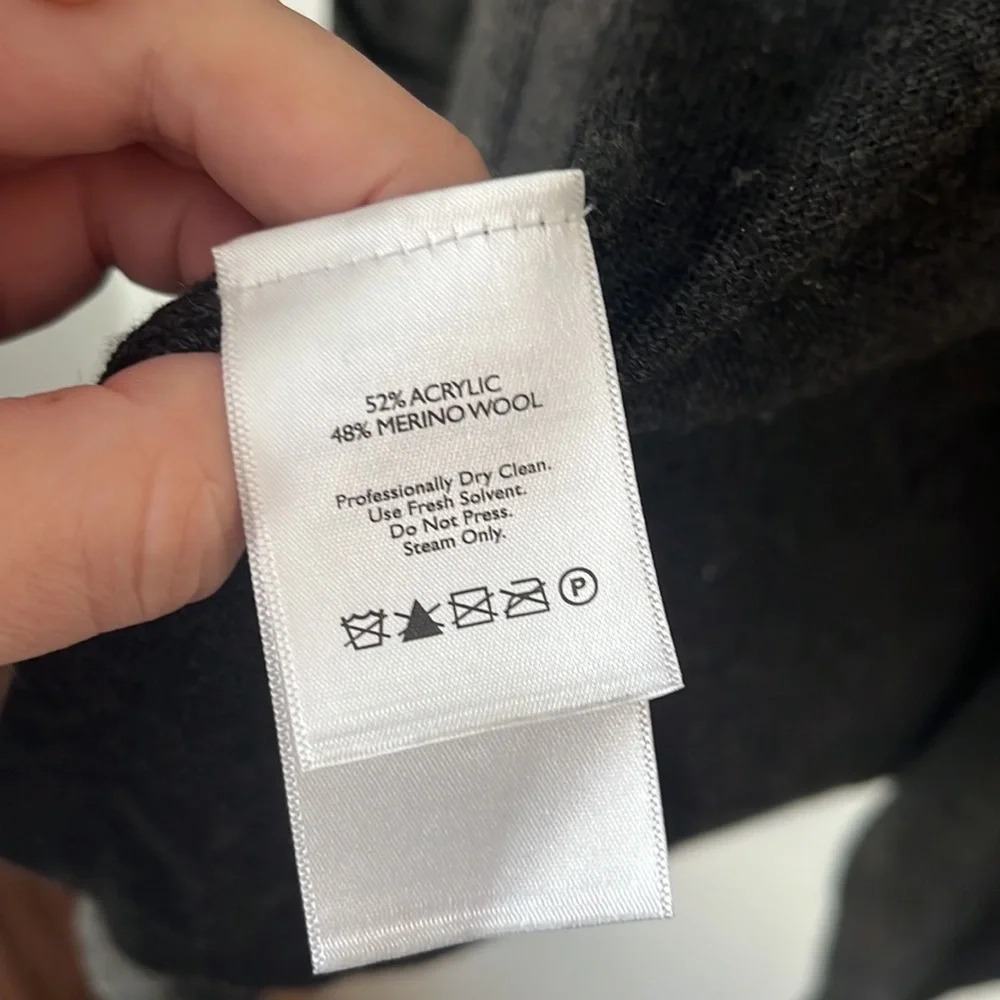 52% ACRYLIC
48% MERINO WOOL
Professionally Dry Clean.
Use Fresh Solvent.
Do Not Press.
Steam Only.
P